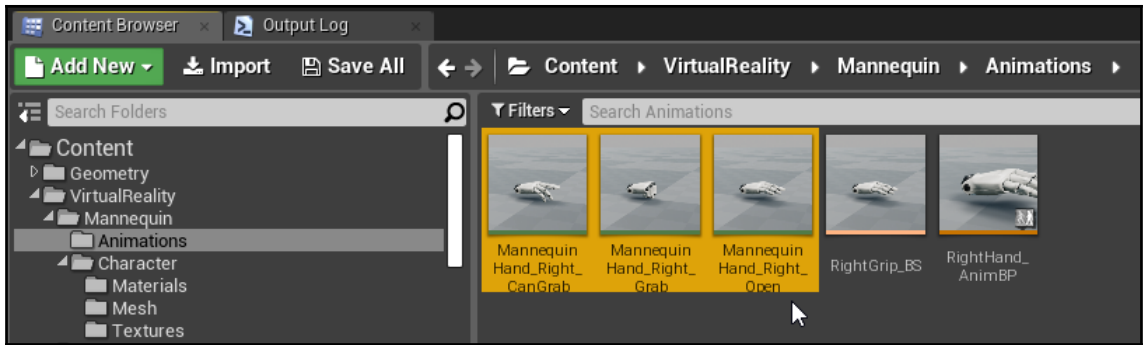 Content Browser
Output Log
Add New
Import
Save All
Content
VirtualReality
Mannequin
Animations
Search Folders
Filters
Search Animations
Content
Geometry
VirtualReality
Mannequin
Animations
Character
Materials
Mesh
Textures
Mannequin
Hand_Right_
CanGrab
Mannequin
Hand_Right_
Grab
Mannequin
Hand_Right_
Open
RightGrip_BS
RightHand_
AnimBP